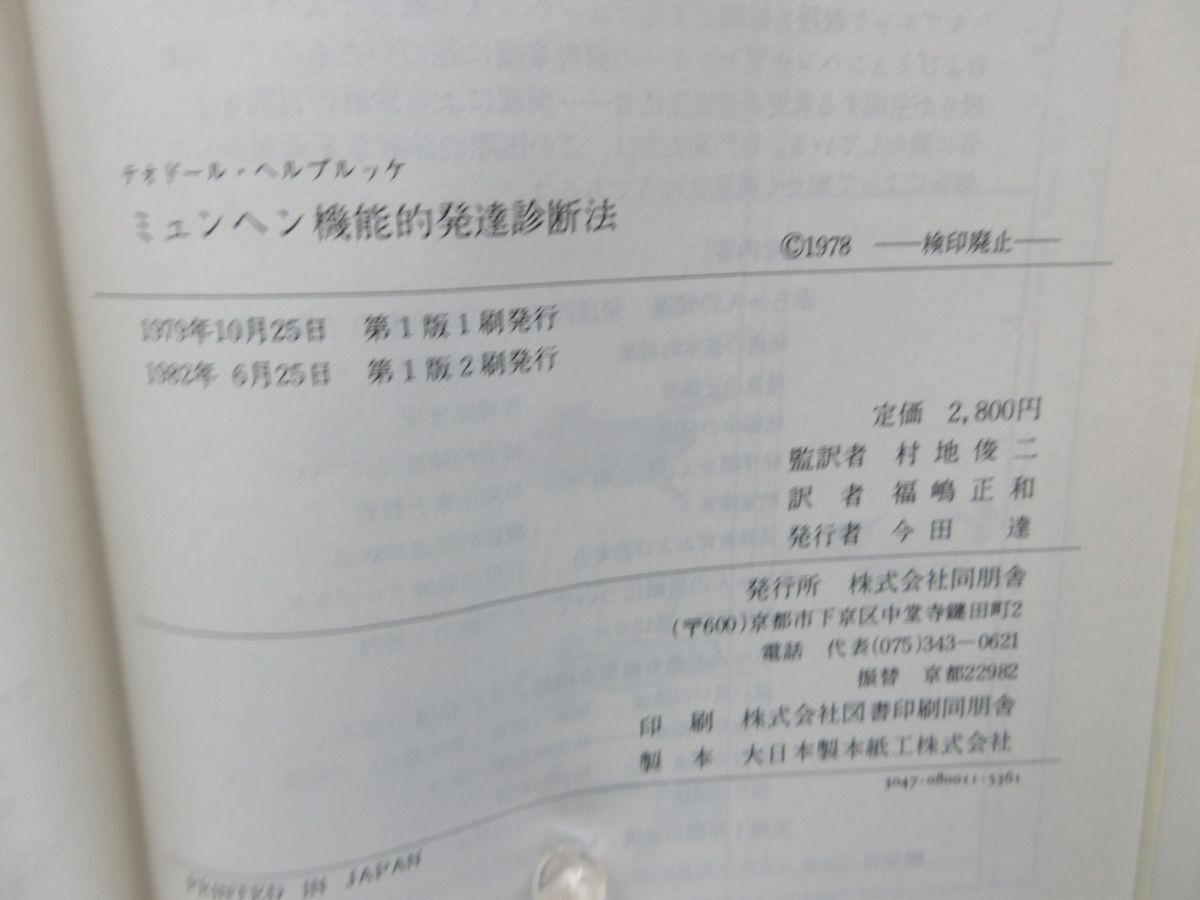 テオドール・ヘルブルッケ
ミュンヘン機能的発達診断法
©1978 ――検印廃止――
1979年10月25日 第1版1刷発行
1982年 6月25日 第1版2刷発行
定価 2,800円
監訳者 村地俊二
訳者 福嶋正和
発行者 今田 達
発行所 株式会社同朋舎
(〒600)京都市下京区中堂寺鍵田町2
電話 代表(075)343-0621
振替 京都22982
印刷 株式会社図書印刷同朋舎
製本 大日本製本紙工株式会社
3047-080011-5361
PRINTED IN JAPAN